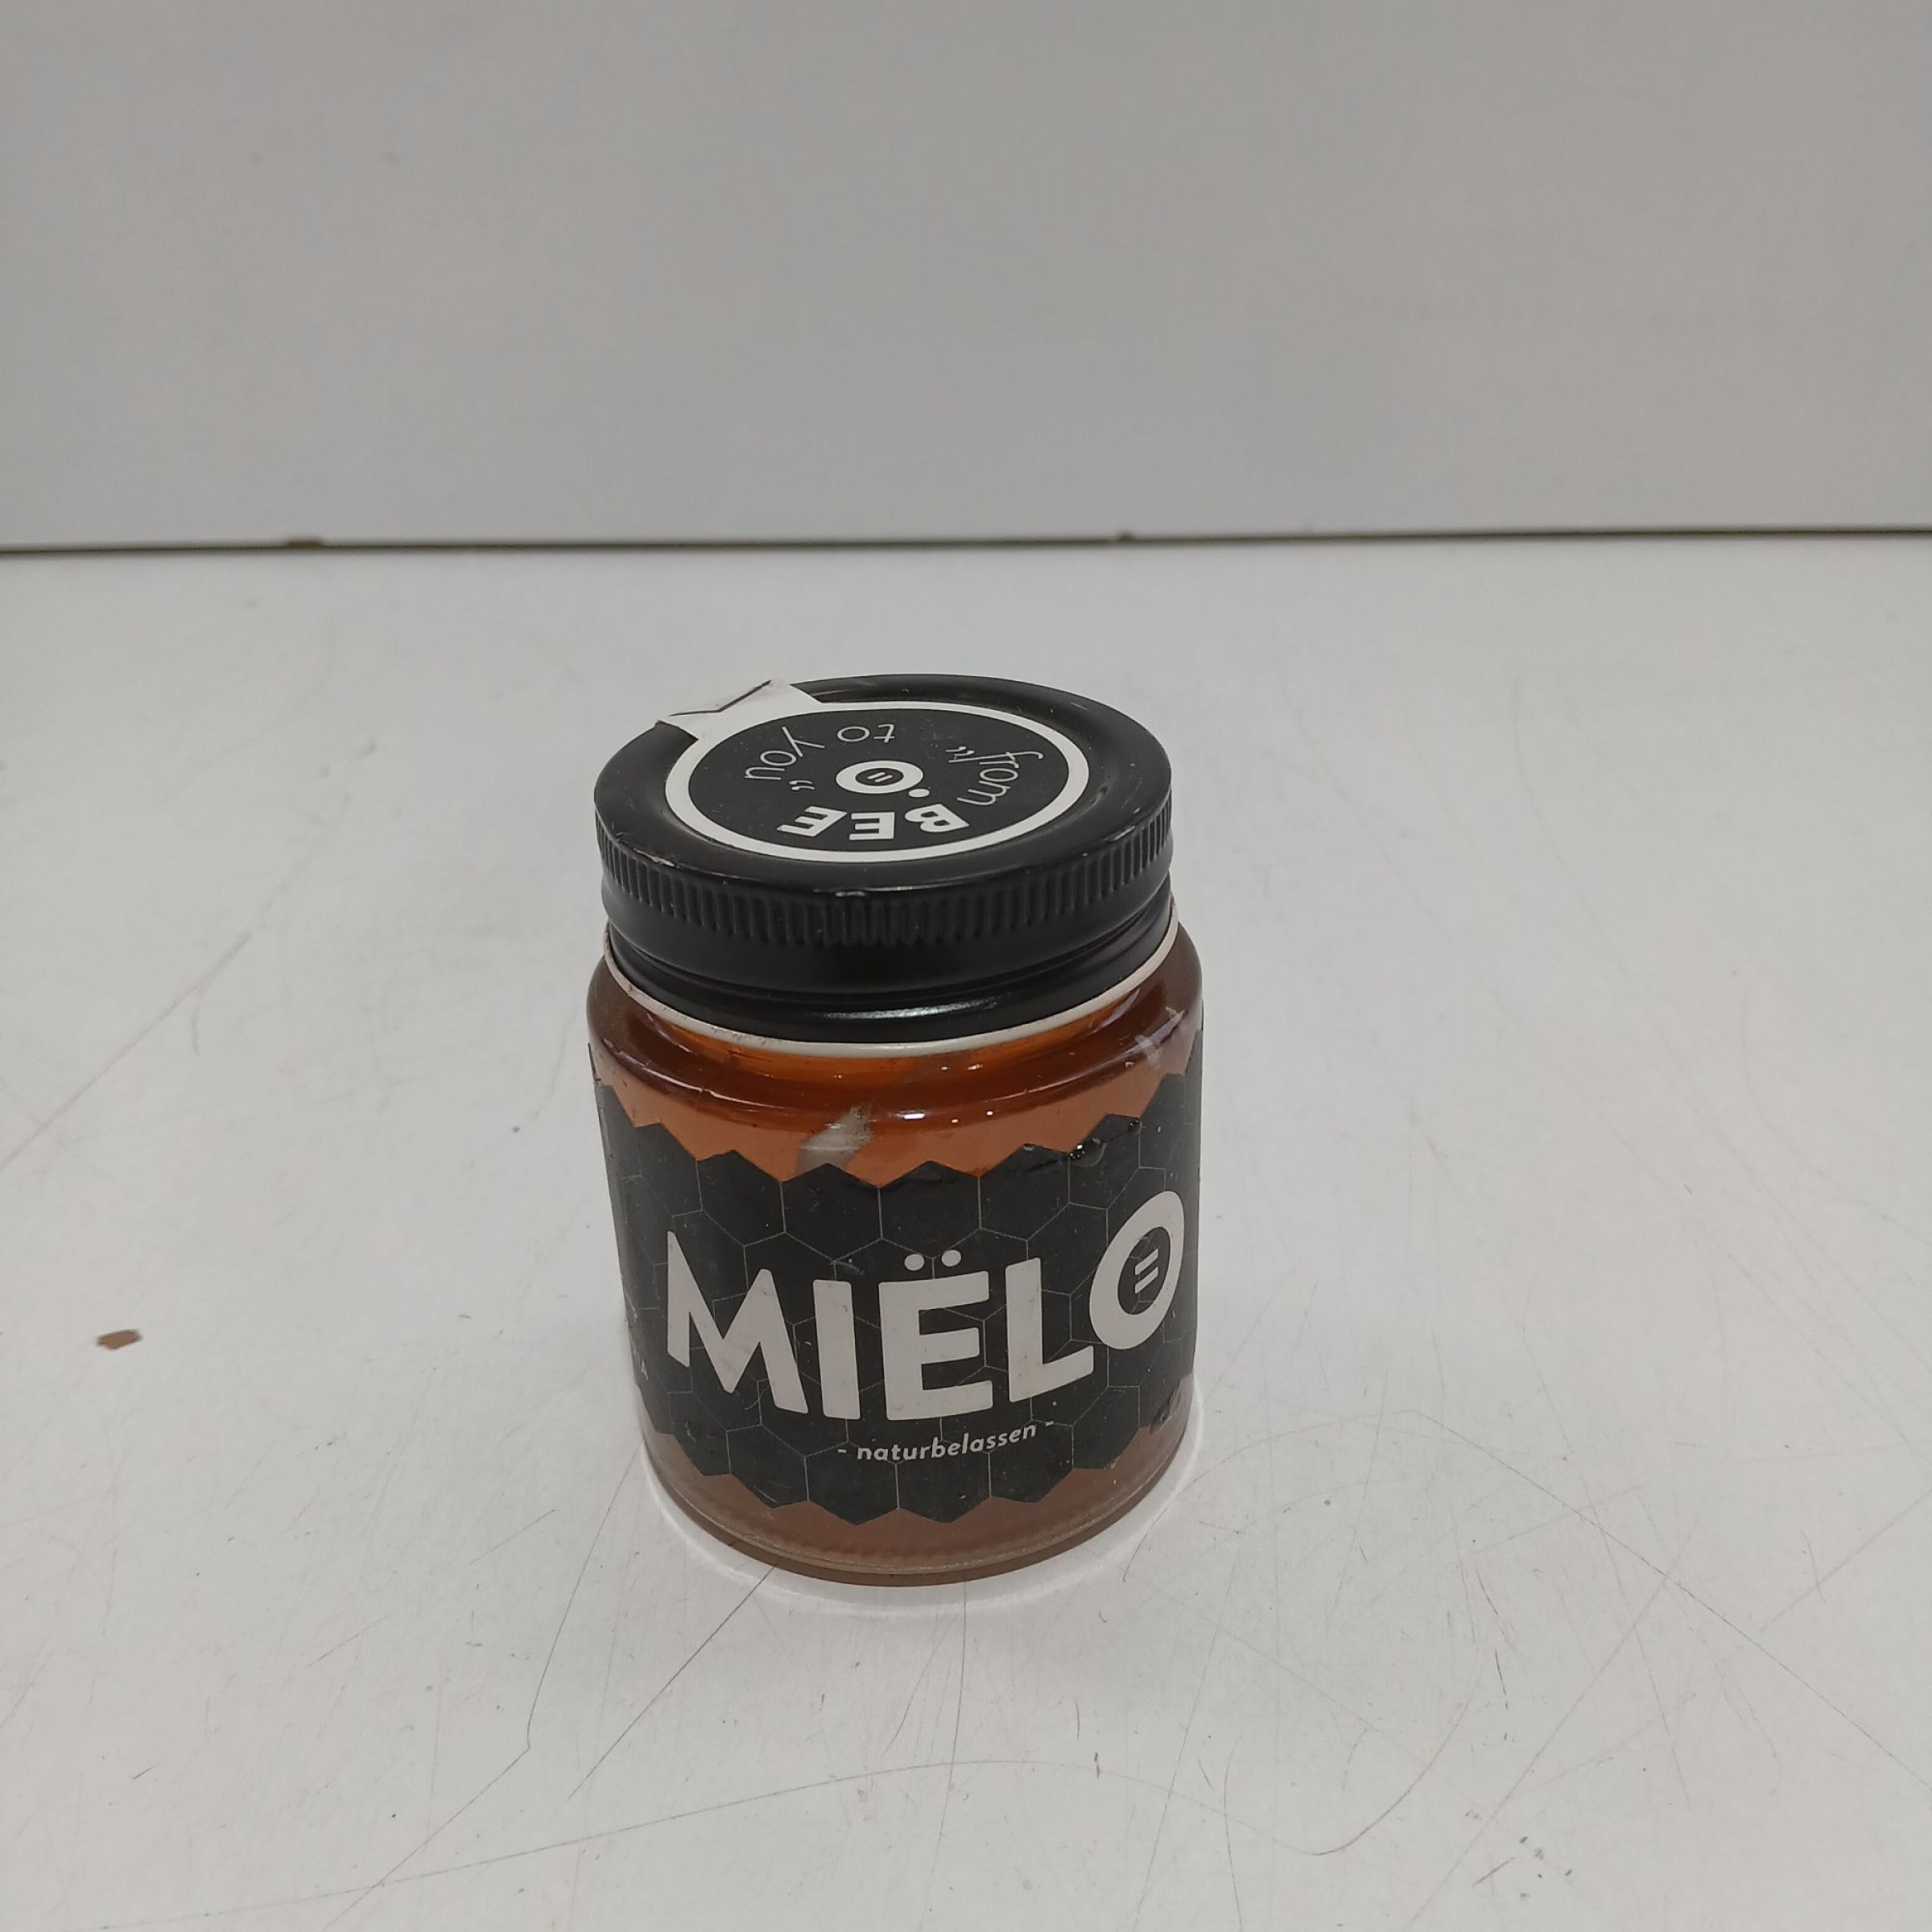 from
BEE
to you
MIËLO
- naturbelassen -